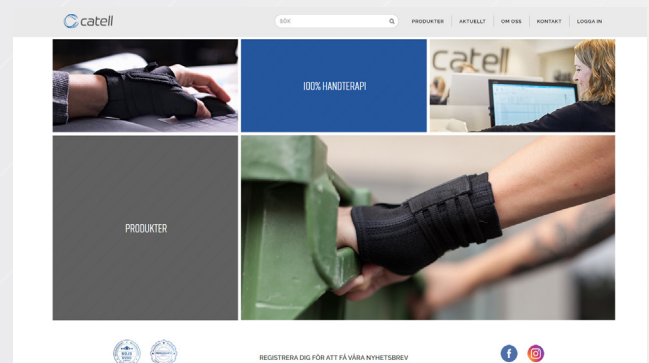 catell
SÖK
PRODUKTER
AKTUELLT
OM OSS
KONTAKT
LOGGA IN
100% HANDTERAPI
catel
PRODUKTER
REGISTRERA DIG FÖR ATT FÅ VÅRA NYHETSBREV